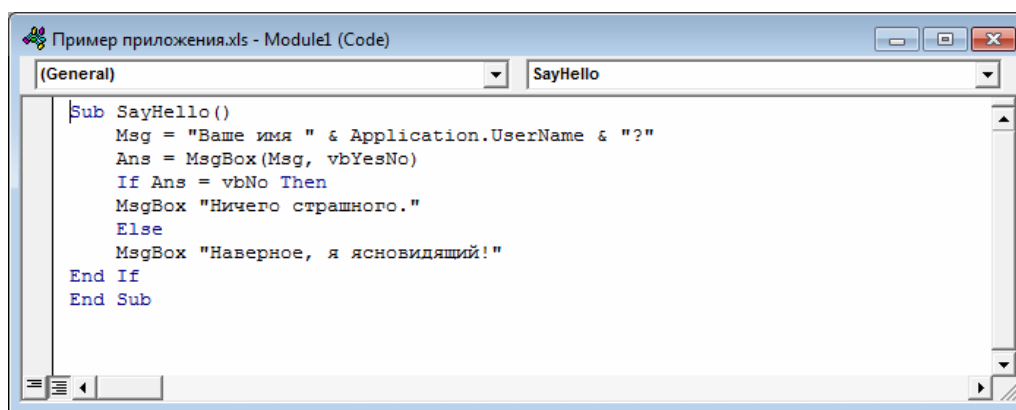 Пример приложения.xls - Module1 (Code)
(General) SayHello
Sub SayHello()
Msg = "Ваше имя " & Application.UserName & "?"
Ans = MsgBox(Msg, vbYesNo)
If Ans = vbNo Then
MsgBox "Ничего страшного."
Else
MsgBox "Наверное, я ясновидящий!"
End If
End Sub